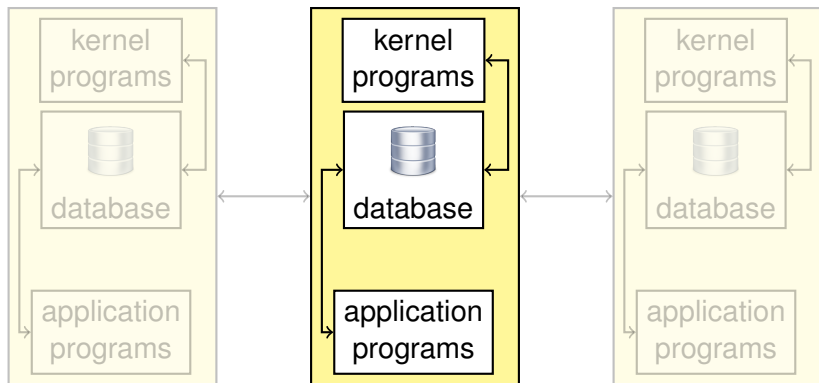 kernel
programs
database
application
programs
kernel
programs
database
application
programs
kernel
programs
database
application
programs